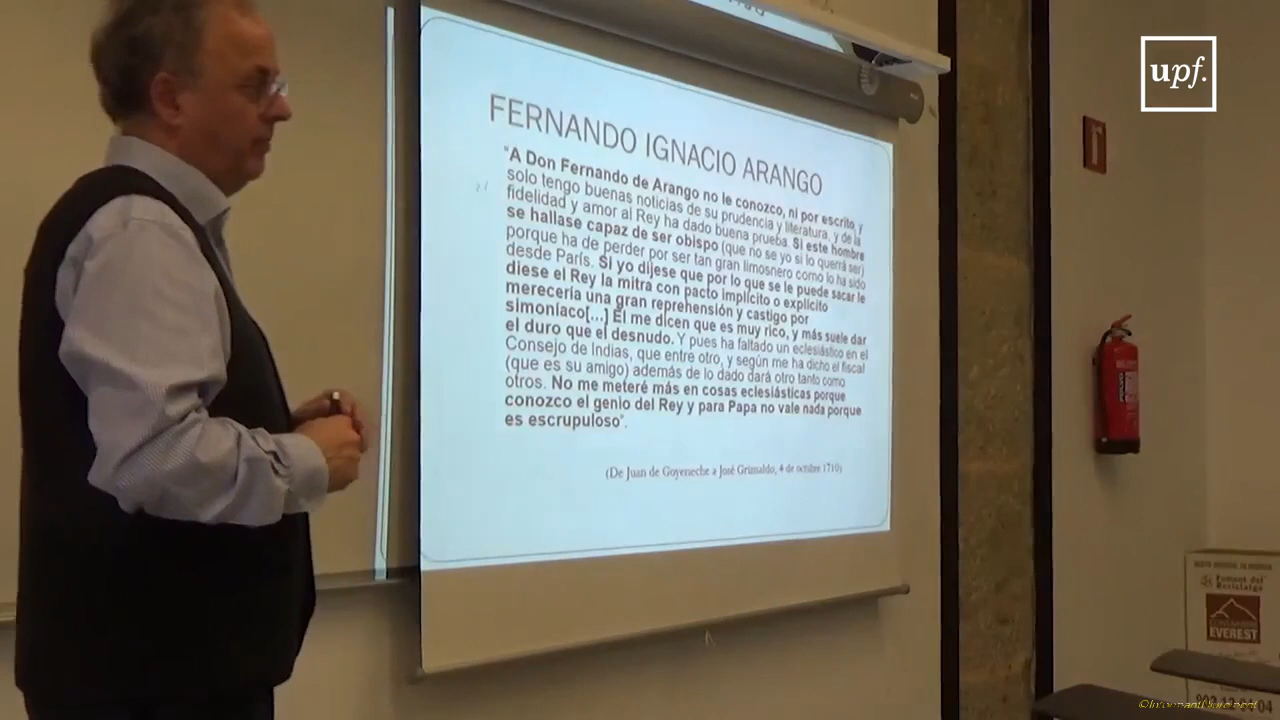 upf.
FERNANDO IGNACIO ARANGO
"A Don Fernando de Arango no le conozco, ni por escrito, y
solo tengo buenas noticias de su prudencia y literatura, y de la
fidelidad y amor al Rey ha dado buena prueba. Si este hombre
se hallase capaz de ser obispo (que no se yo si lo querrá ser)
porque ha de perder por ser tan gran limosnero como lo ha sido
desde París. Si yo dijese que por lo que se le puede sacar le
diese el Rey la mitra con pacto implícito o explícito
merecería una gran reprehensión y castigo por
simoníaco[...] Él me dicen que es muy rico, y más suele dar
el duro que el desnudo. Y pues ha faltado un eclesiástico en el
Consejo de Indias, que entre otro, y según me ha dicho el fiscal
(que es su amigo) además de lo dado dará otro tanto como
otros. No me meteré más en cosas eclesiásticas porque
conozco el genio del Rey y para Papa no vale nada porque
es escrupuloso".
(De Juan de Goyeneche a José Grimaldo, 4 de octubre 1710)
Foment del
Reciclatge
CONTAINERS
EVEREST